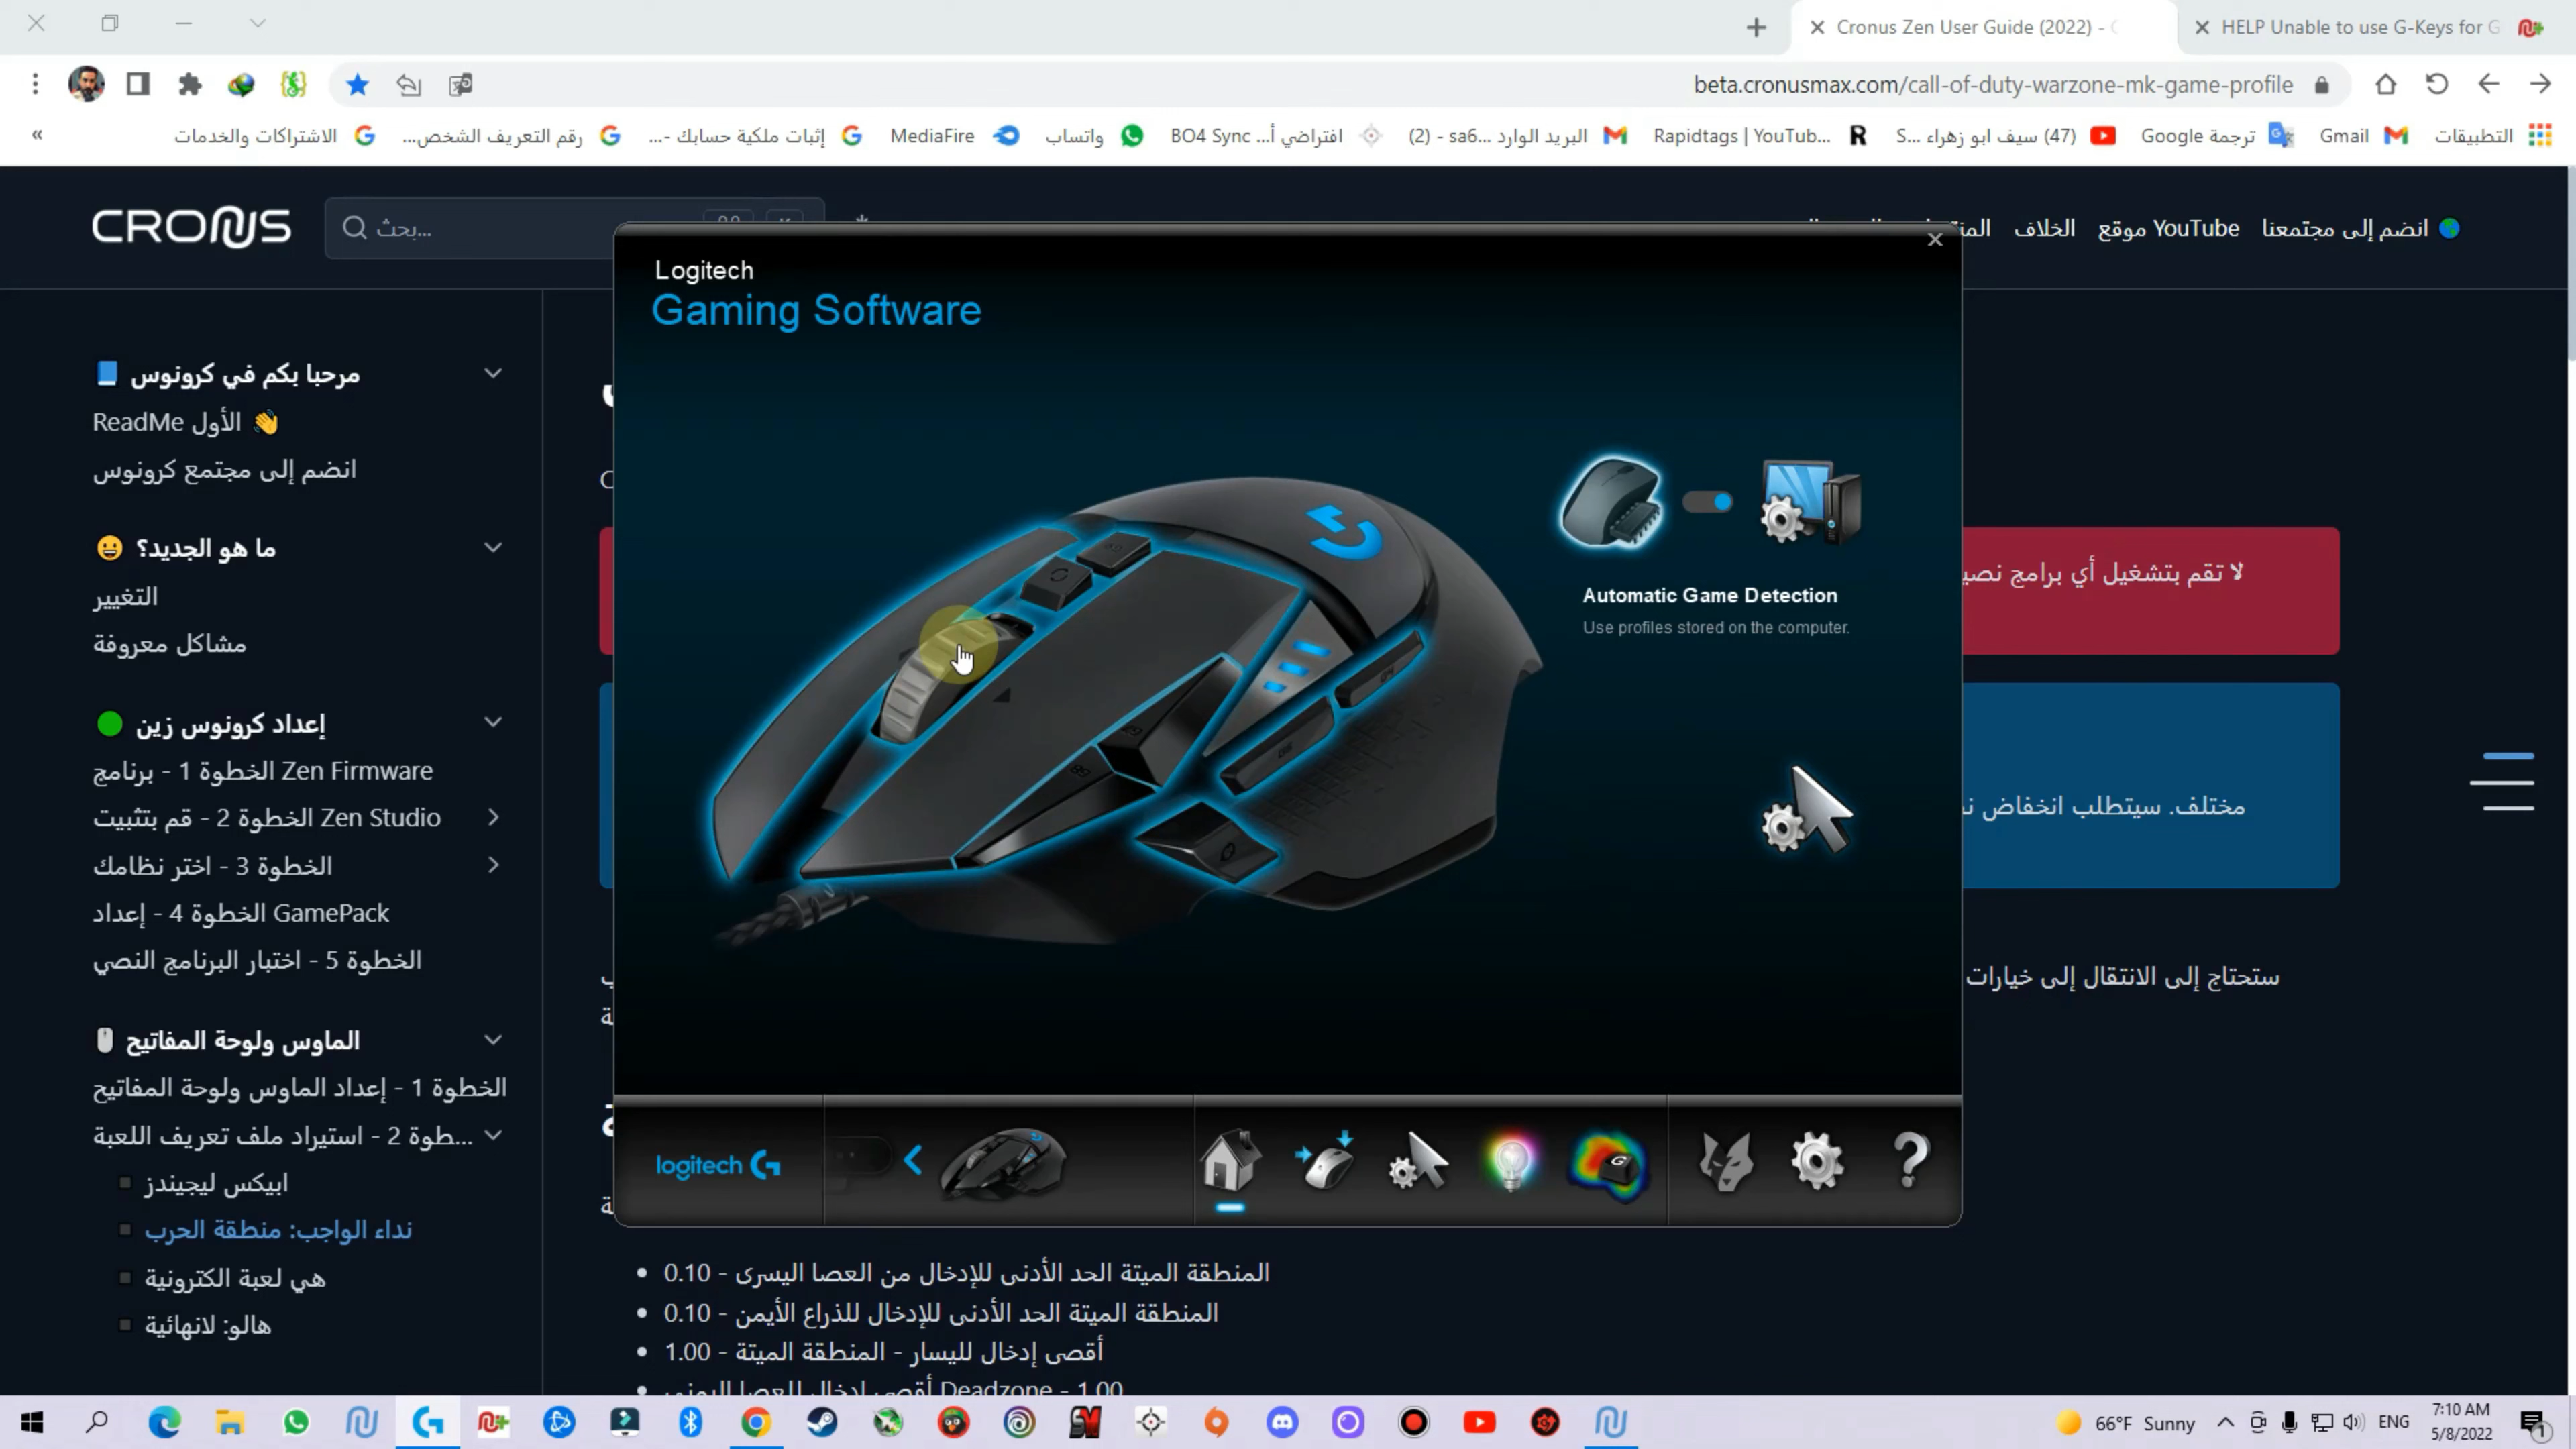 Cronus Zen User Guide (2022) -
HELP Unable to use G-Keys for G
beta.cronusmax.com/call-of-duty-warzone-mk-game-profile
التطبيقات
Gmail
ترجمة Google
(47) سيف ابو زهراء S...
Rapidtags | YouTub...
البريد الوارد (2) - sa6...
BO4 Sync افتراضي أ...
واتساب
MediaFire
إثبات ملكية حسابك -...
رقم التعريف الشخص...
الاشتراكات والخدمات
CRONUS
بحث...
انضم إلى مجتمعنا
موقع YouTube
الخلاف
Logitech
Gaming Software
مرحبا بكم في كرونوس
ReadMe الأول
انضم إلى مجتمع كرونوس
ما هو الجديد؟
التغيير
مشاكل معروفة
إعداد كرونوس زين
الخطوة 1 - برنامج Zen Firmware
الخطوة 2 - قم بتثبيت Zen Studio
الخطوة 3 - اختر نظامك
الخطوة 4 - إعداد GamePack
الخطوة 5 - اختبار البرنامج النصي
الماوس ولوحة المفاتيح
الخطوة 1 - إعداد الماوس ولوحة المفاتيح
طوة 2 - استيراد ملف تعريف اللعبة...
ابيكس ليجيندز
نداء الواجب: منطقة الحرب
هي لعبة الكترونية
هالو: لانهائية
Automatic Game Detection
Use profiles stored on the computer.
لا تقم بتشغيل أي برامج
مختلف. سيتطلب انخفاض
ستحتاج إلى الانتقال إلى خيارات
logitech G
المنطقة الميتة الحد الأدنى للإدخال من العصا اليسرى - 0.10
المنطقة الميتة الحد الأدنى للإدخال للذراع الأيمن - 0.10
أقصى إدخال لليسار - المنطقة الميتة - 1.00
Deadzone - 1.00
66°F Sunny
ENG
7:10 AM
5/8/2022